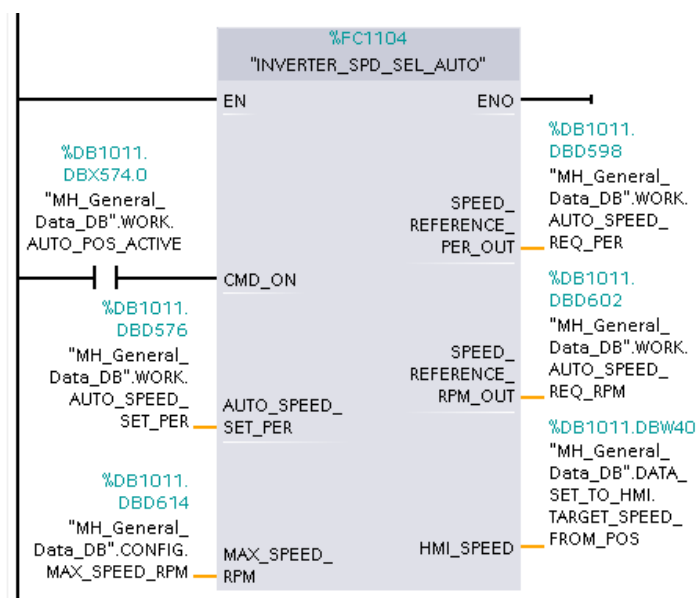 %FC1104
"INVERTER_SPD_SEL_AUTO"
EN
ENO
%DB1011.
DBX574.0
"MH_General_
Data_DB".WORK.
AUTO_POS_ACTIVE
CMD_ON
%DB1011.
DBD576
"MH_General_
Data_DB".WORK.
AUTO_SPEED_
SET_PER
AUTO_SPEED_
SET_PER
%DB1011.
DBD614
"MH_General_
Data_DB".CONFIG.
MAX_SPEED_RPM
MAX_SPEED_
RPM
SPEED_
REFERENCE_
PER_OUT
%DB1011.
DBD598
"MH_General_
Data_DB".WORK.
AUTO_SPEED_
REQ_PER
SPEED_
REFERENCE_
RPM_OUT
%DB1011.
DBD602
"MH_General_
Data_DB".WORK.
AUTO_SPEED_
REQ_RPM
HMI_SPEED
%DB1011.DBW40
"MH_General_
Data_DB".DATA_
SET_TO_HMI.
TARGET_SPEED_
FROM_POS